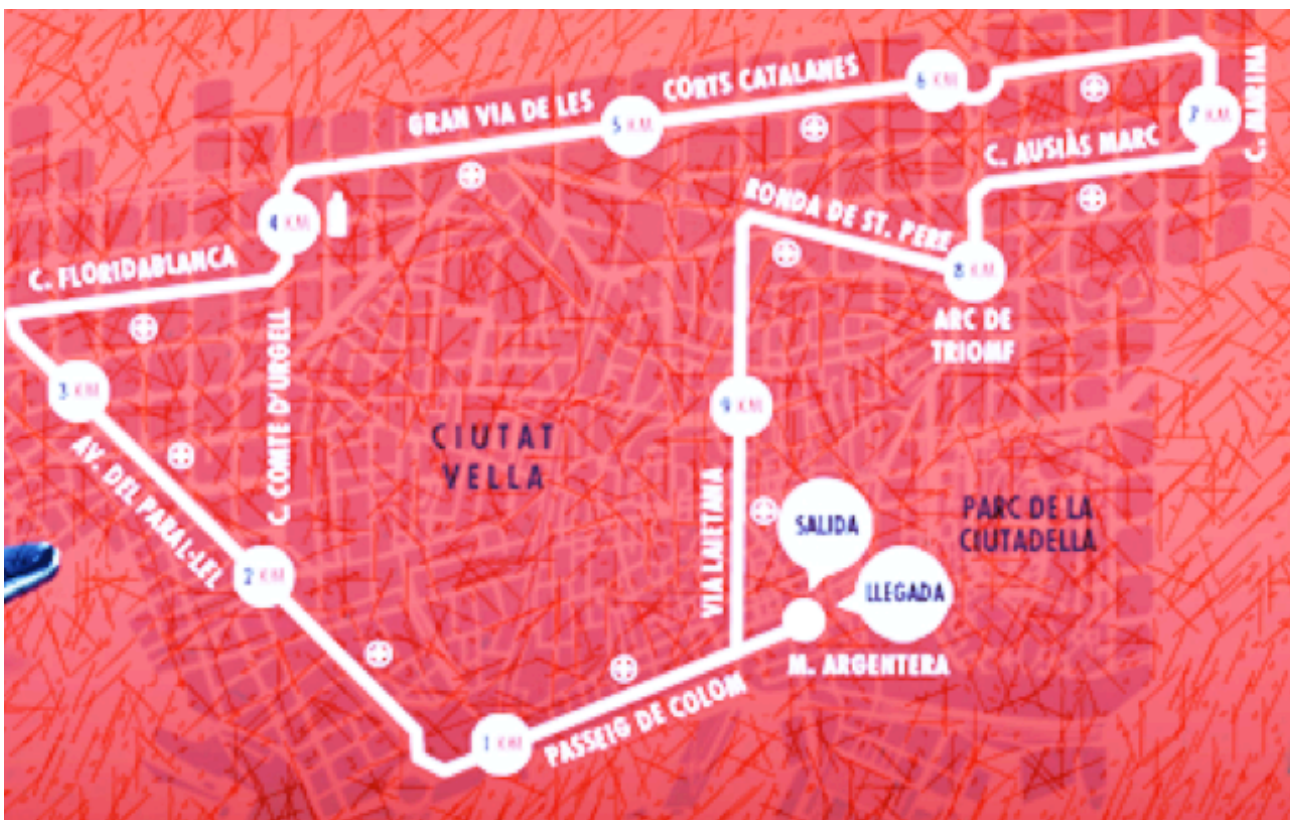 GRAN VIA DE LES
CORTS CATALANES
6 KM
5 KM
C. MARINA
7 KM
C. AUSIÀS MARC
4 KM
RONDA DE ST. PERE
C. FLORIDABLANCA
8 KM
ARC DE
TRIOMF
C. COMTE D'URGELL
3 KM
9 KM
CIUTAT
VELLA
AV. DEL PARAL·LEL
VIA LAIETANA
SALIDA
PARC DE LA
CIUTADELLA
2 KM
LLEGADA
M. ARGENTERA
PASSEIG DE COLOM
1 KM